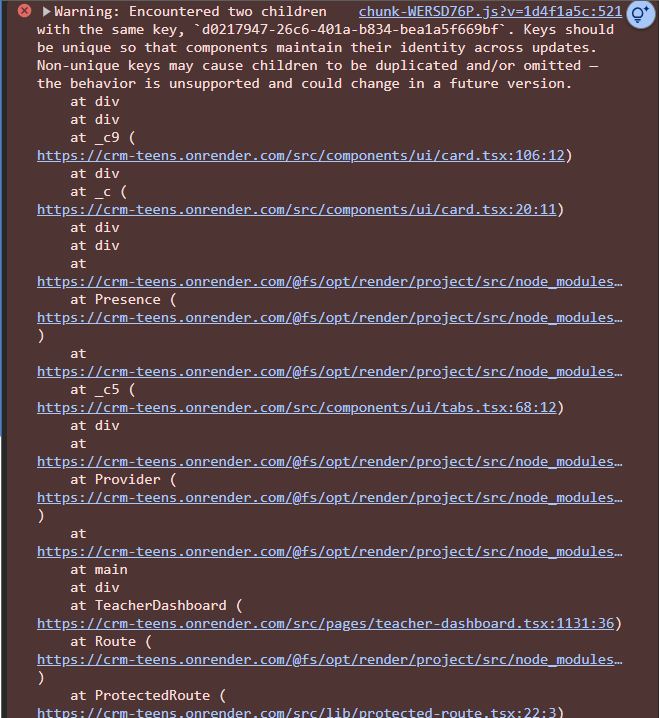 Warning: Encountered two children chunk-WERSD76P.js?v=1d4f1a5c:521
with the same key, `d0217947-26c6-401a-b834-bea1a5f669bf`. Keys should
be unique so that components maintain their identity across updates.
Non-unique keys may cause children to be duplicated and/or omitted —
the behavior is unsupported and could change in a future version.
at div
at div
at _c9 (
https://crm-teens.onrender.com/src/components/ui/card.tsx:106:12)
at div
at _c (
https://crm-teens.onrender.com/src/components/ui/card.tsx:20:11)
at div
at div
at
https://crm-teens.onrender.com/@fs/opt/render/project/src/node_modules…
at Presence (
https://crm-teens.onrender.com/@fs/opt/render/project/src/node_modules…
)
at
https://crm-teens.onrender.com/@fs/opt/render/project/src/node_modules…
at _c5 (
https://crm-teens.onrender.com/src/components/ui/tabs.tsx:68:12)
at div
at
https://crm-teens.onrender.com/@fs/opt/render/project/src/node_modules…
at Provider (
https://crm-teens.onrender.com/@fs/opt/render/project/src/node_modules…
)
at
https://crm-teens.onrender.com/@fs/opt/render/project/src/node_modules…
at main
at div
at TeacherDashboard (
https://crm-teens.onrender.com/src/pages/teacher-dashboard.tsx:1131:36)
at Route (
https://crm-teens.onrender.com/@fs/opt/render/project/src/node_modules…
)
at ProtectedRoute (
https://crm-teens.onrender.com/src/lib/protected-route.tsx:22:3)